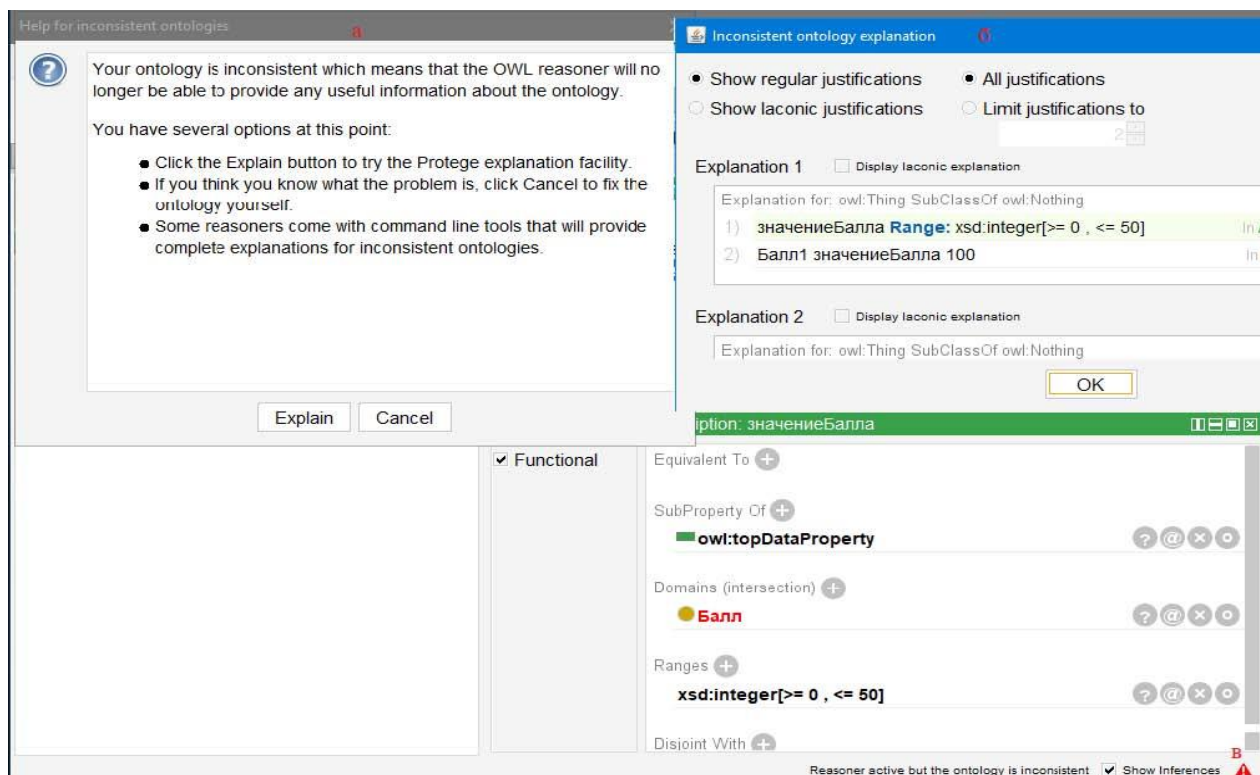 Help for inconsistent ontologies
а
Your ontology is inconsistent which means that the OWL reasoner will no
longer be able to provide any useful information about the ontology.
You have several options at this point:
● Click the Explain button to try the Protege explanation facility.
● If you think you know what the problem is, click Cancel to fix the
ontology yourself.
● Some reasoners come with command line tools that will provide
complete explanations for inconsistent ontologies.
Explain Cancel
Inconsistent ontology explanation
б
Show regular justifications All justifications
Show laconic justifications Limit justifications to
2
Explanation 1 Display laconic explanation
Explanation for: owl:Thing SubClassOf owl:Nothing
1) значениеБалла Range: xsd:integer[>= 0 , <= 50] In
2) Балл1 значениеБалла 100 In
Explanation 2 Display laconic explanation
Explanation for: owl:Thing SubClassOf owl:Nothing
OK
ription: значениеБалла
Functional
Equivalent To
SubProperty Of
owl:topDataProperty
Domains (intersection)
Балл
Ranges
xsd:integer[>= 0 , <= 50]
Disjoint With
в
Reasoner active but the ontology is inconsistent Show Inferences